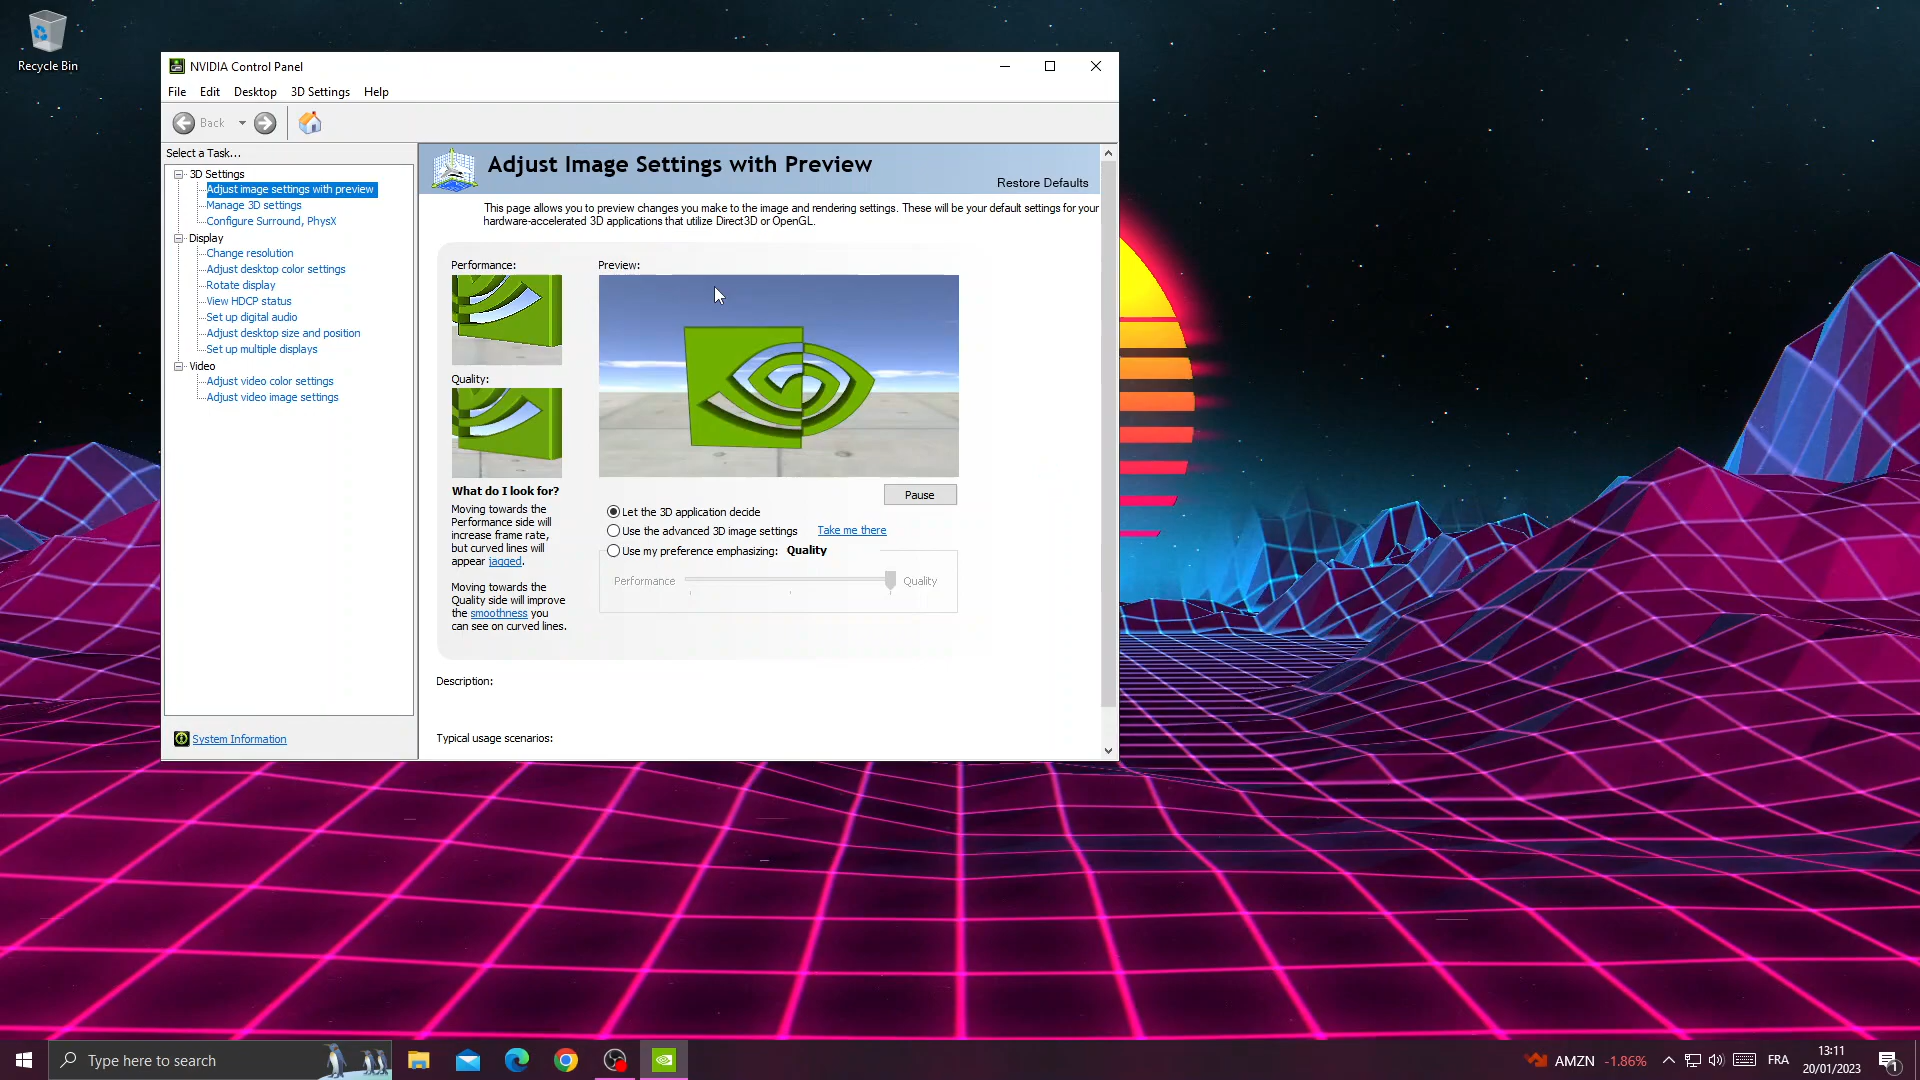 Recycle Bin
NVIDIA Control Panel
File Edit Desktop 3D Settings Help
Back
Select a Task...
3D Settings
Adjust image settings with preview
Manage 3D settings
Configure Surround, PhysX
Display
Change resolution
Adjust desktop color settings
Rotate display
View HDCP status
Set up digital audio
Adjust desktop size and position
Set up multiple displays
Video
Adjust video color settings
Adjust video image settings
System Information
Adjust Image Settings with Preview
Restore Defaults
This page allows you to preview changes you make to the image and rendering settings. These will be your default settings for your
hardware-accelerated 3D applications that utilize Direct3D or OpenGL.
Performance:
Quality:
What do I look for?
Moving towards the
Performance side will
increase frame rate,
but curved lines will
appear jagged.
Moving towards the
Quality side will improve
the smoothness you
can see on curved lines.
Preview:
Pause
Let the 3D application decide
Use the advanced 3D image settings Take me there
Use my preference emphasizing: Quality
Performance Quality
Description:
Typical usage scenarios:
Type here to search
AMZN -1.86%
FRA
13:11
20/01/2023
1